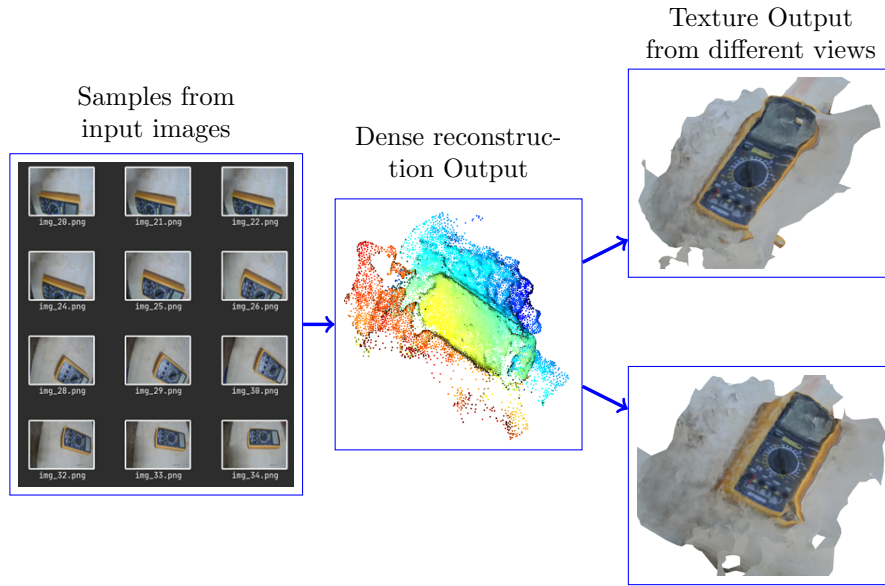 Samples from
input images
img_20.png
img_21.png
img_22.png
img_24.png
img_25.png
img_26.png
img_28.png
img_29.png
img_30.png
img_32.png
img_33.png
img_34.png
Dense reconstruc-
tion Output
Texture Output
from different views